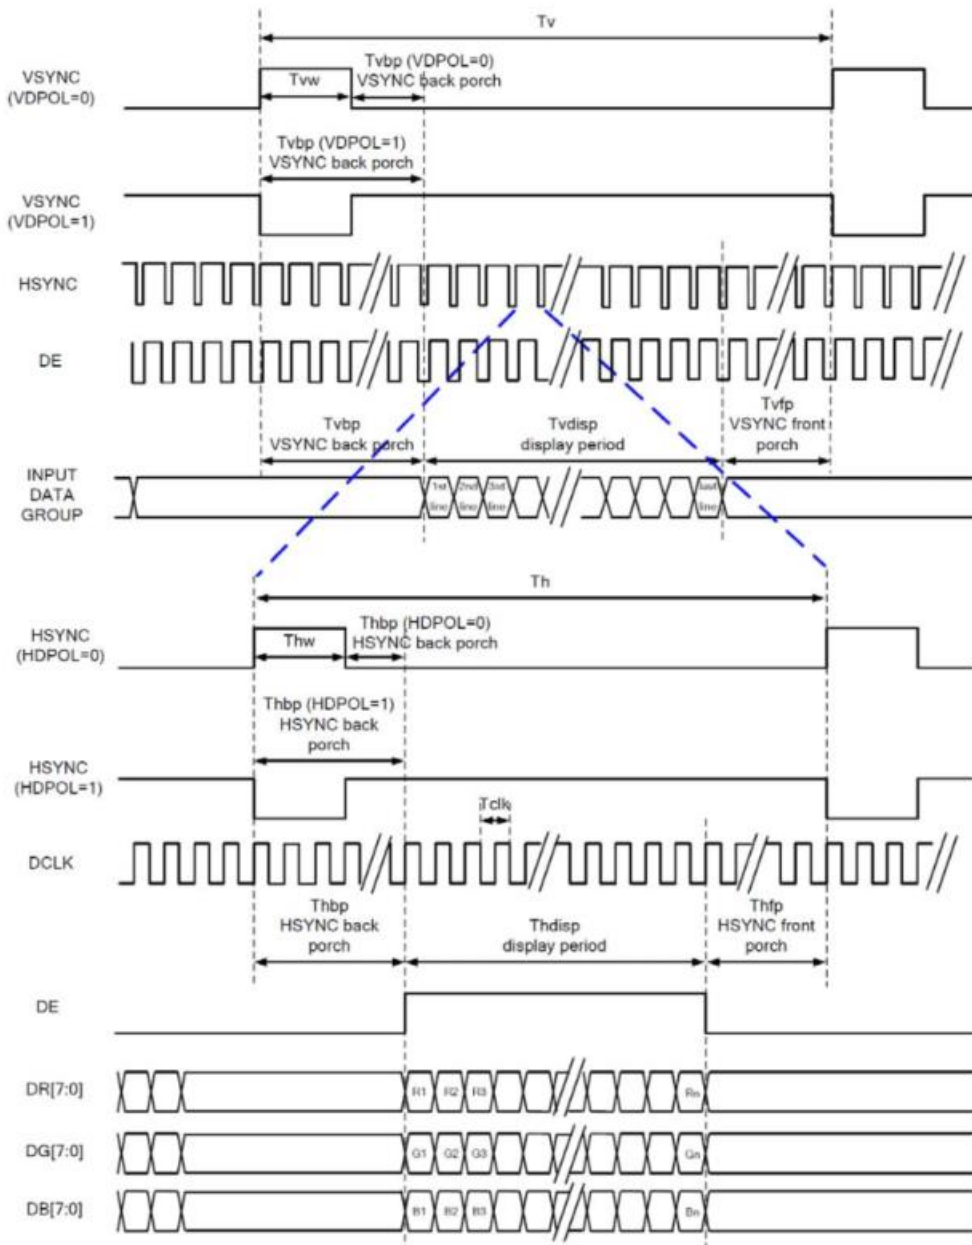 Tv
Tvbp (VDPOL=0)
VSYNC
(VDPOL=0)
Tvw
VSYNC back porch
Tvbp (VDPOL=1)
VSYNC back porch
VSYNC
(VDPOL=1)
HSYNC
DE
Tvbp
VSYNC back porch
Tvdisp
display period
Tvfp
VSYNC front
porch
INPUT
DATA
GROUP
1st
line
2nd
line
3nd
line
last
line
Th
Thbp (HDPOL=0)
HSYNC back porch
HSYNC
(HDPOL=0)
Thw
Thbp (HDPOL=1)
HSYNC back
porch
HSYNC
(HDPOL=1)
Tclk
DCLK
Thbp
HSYNC back
porch
Thdisp
display period
Thfp
HSYNC front
porch
DE
DR[7:0]
R1 R2 R3 Rn
DG[7:0]
G1 G2 G3 Gn
DB[7:0]
B1 B2 B3 Bn